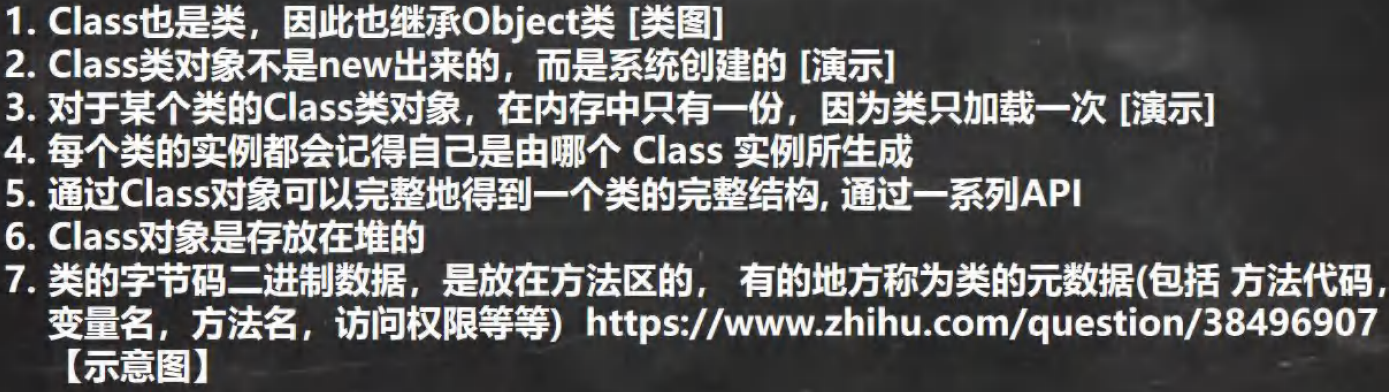 1. Class也是类，因此也继承Object类 [类图]
2. Class类对象不是new出来的，而是系统创建的 [演示]
3. 对于某个类的Class类对象，在内存中只有一份，因为类只加载一次 [演示]
4. 每个类的实例都会记得自己是由哪个 Class 实例所生成
5. 通过Class对象可以完整地得到一个类的完整结构, 通过一系列API
6. Class对象是存放在堆的
7. 类的字节码二进制数据，是放在方法区的， 有的地方称为类的元数据(包括 方法代码，
变量名，方法名，访问权限等等）https://www.zhihu.com/question/38496907
【示意图】